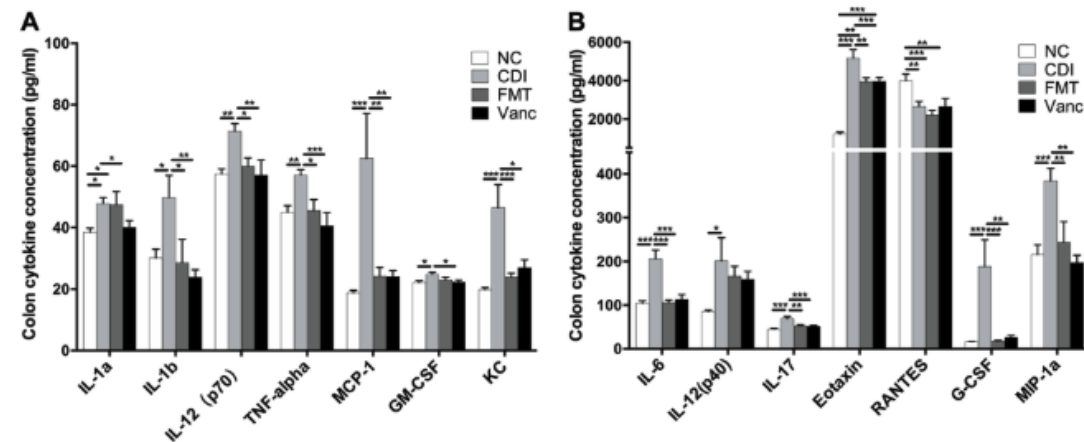 A
B
Colon cytokine concentration (pg/ml)
100
80
60
40
20
0
NC
CDI
FMT
Vanc
IL-1a
IL-1b
IL-12 (p70)
TNF-alpha
MCP-1
GM-CSF
KC
Colon cytokine concentration (pg/ml)
6000
4000
2000
400
300
200
100
0
NC
CDI
FMT
Vanc
IL-6
IL-12(p40)
IL-17
Eotaxin
RANTES
G-CSF
MIP-1a